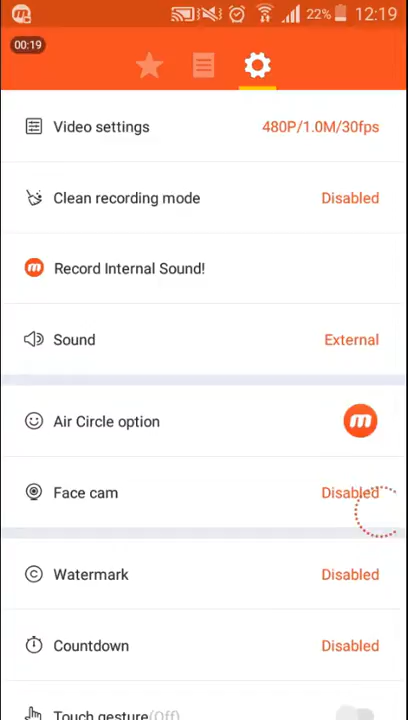 22% 12:19
00:19
Video settings 480P/1.0M/30fps
Clean recording mode Disabled
Record Internal Sound!
Sound External
Air Circle option
Face cam Disabled
Watermark Disabled
Countdown Disabled
Touch gesture(Off)